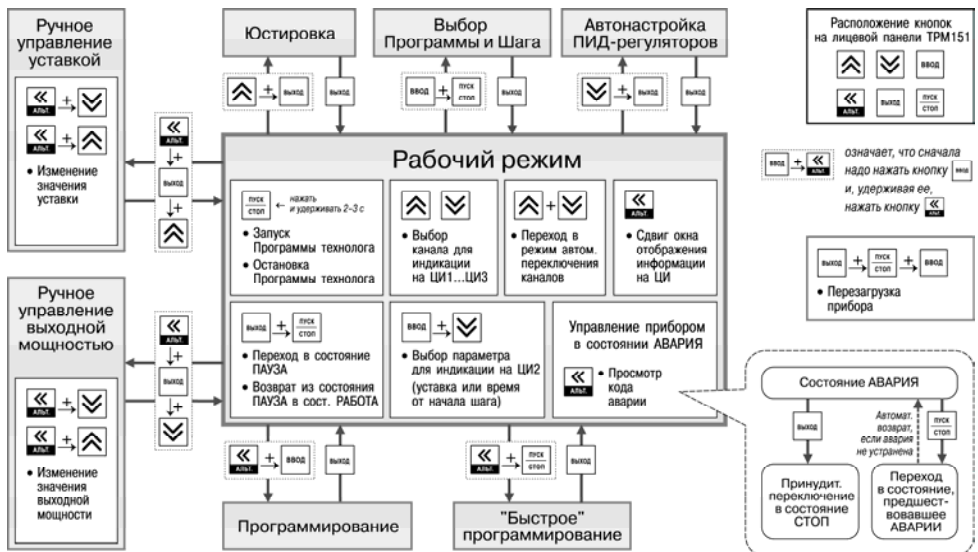 Ручное
управление
уставкой
«
АЛЬТ.
+
«
АЛЬТ.
+
• Изменение
значения
уставки
«
АЛЬТ.
+
ВЫХОД
+
Юстировка
+
ВЫХОД
ВЫХОД
Выбор
Программы и Шага
ВВОД
+
ПУСК
СТОП
ВЫХОД
Автонастройка
ПИД-регуляторов
+
ВЫХОД
ВЫХОД
Расположение кнопок
на лицевой панели ТРМ151
ВВОД
«
АЛЬТ.
ВЫХОД
ПУСК
СТОП
ВВОД
+
«
АЛЬТ.
означает, что сначала
надо нажать кнопку ВВОД
и, удерживая ее,
нажать кнопку «
АЛЬТ.
ВЫХОД
+
ПУСК
СТОП
+
ВВОД
• Перезагрузка
прибора
Рабочий режим
ПУСК
СТОП
← нажать
и удерживать 2–3 с
• Запуск
Программы технолога
• Остановка
Программы технолога
• Выбор
канала для
индикации
на ЦИ1...ЦИ3
+
• Переход в
режим автом.
переключения
каналов
«
АЛЬТ.
• Сдвиг окна
отображения
информации
на ЦИ
ВЫХОД
+
ПУСК
СТОП
• Переход в состояние
ПАУЗА
• Возврат из состояния
ПАУЗА в сост. РАБОТА
ВВОД
+
• Выбор параметра
для индикации на ЦИ2
(уставка или время
от начала шага)
Управление прибором
в состоянии АВАРИЯ
«
АЛЬТ.
• Просмотр
кода
аварии
Ручное
управление
выходной
мощностью
«
АЛЬТ.
+
«
АЛЬТ.
+
• Изменение
значения
выходной
мощности
«
АЛЬТ.
+
ВЫХОД
+
«
АЛЬТ.
+
ВВОД
ВЫХОД
Программирование
«
АЛЬТ.
+
ПУСК
СТОП
ВЫХОД
"Быстрое"
программирование
Состояние АВАРИЯ
ВЫХОД
Автомат.
возврат,
если авария
не устранена
ПУСК
СТОП
Принудит.
переключение
в состояние
СТОП
Переход
в состояние,
предшест-
вовавшее
АВАРИИ